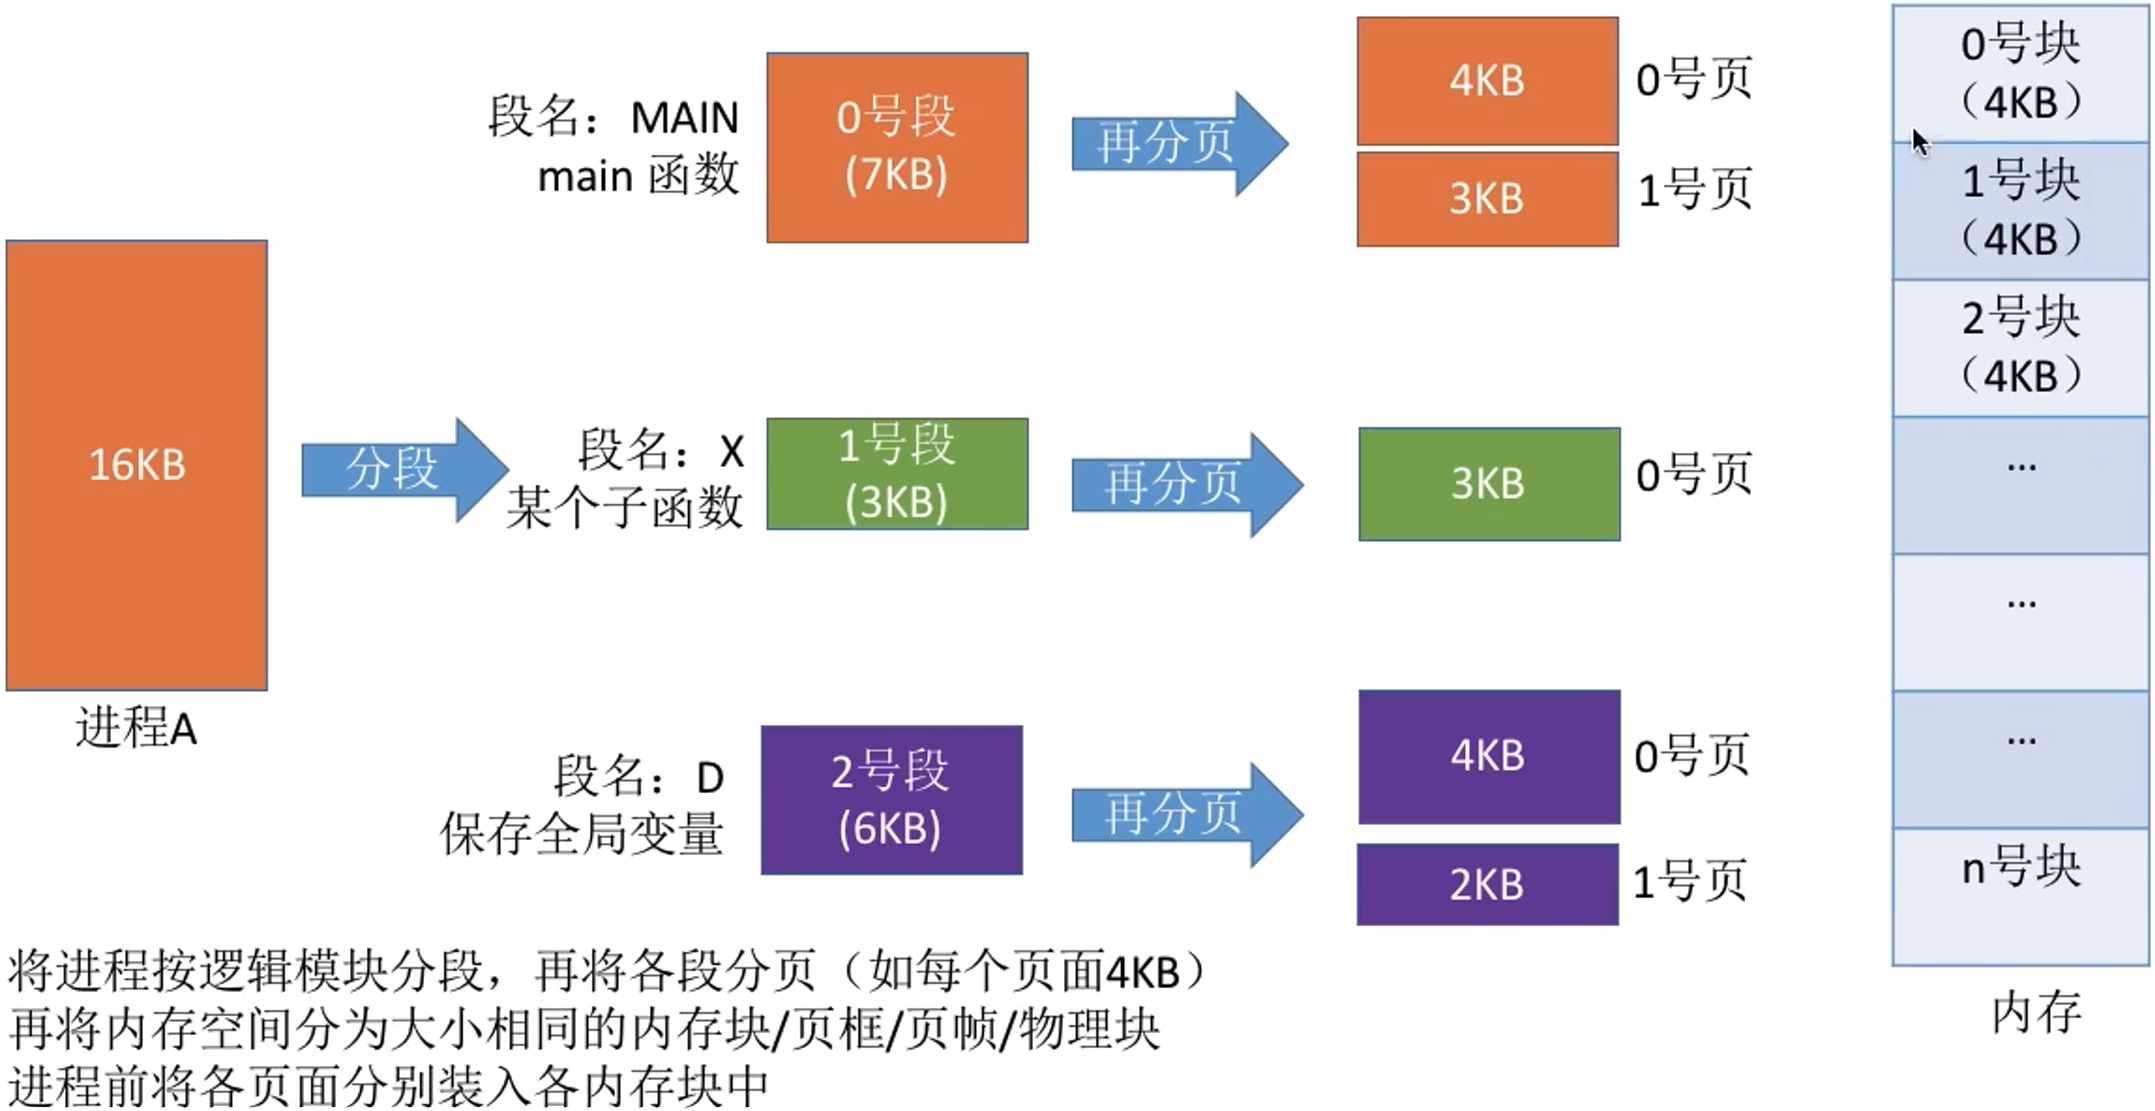 16KB
进程A
分段
段名：MAIN
main 函数
0号段
(7KB)
再分页
4KB
0号页
3KB
1号页
段名：X
某个子函数
1号段
(3KB)
再分页
3KB
0号页
段名：D
保存全局变量
2号段
(6KB)
再分页
4KB
0号页
2KB
1号页
0号块
（4KB）
1号块
（4KB）
2号块
（4KB）
...
...
...
n号块
内存
将进程按逻辑模块分段，再将各段分页（如每个页面4KB）
再将内存空间分为大小相同的内存块/页框/页帧/物理块
进程前将各页面分别装入各内存块中